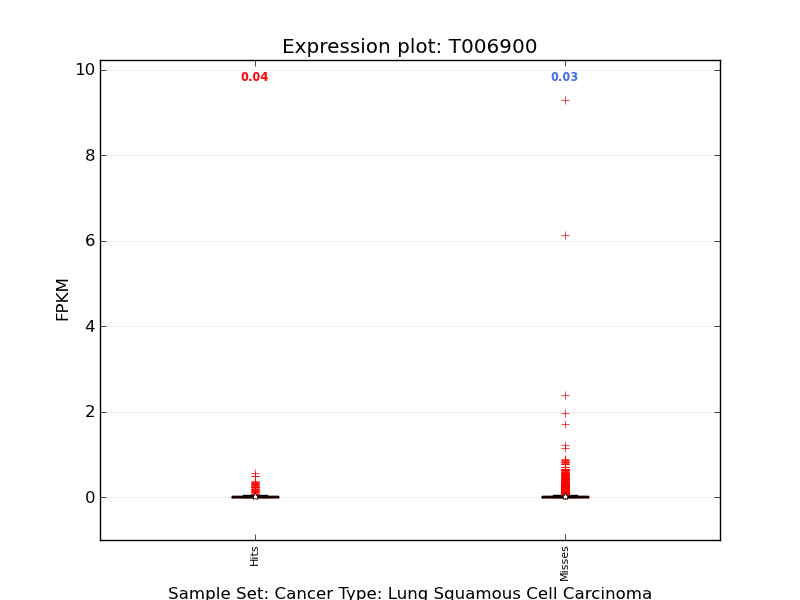 Expression plot: T006900
10
0.04
0.03
8
6
FPKM
4
2
0
Hits
Misses
Sample Set: Cancer Type: Lung Squamous Cell Carcinoma